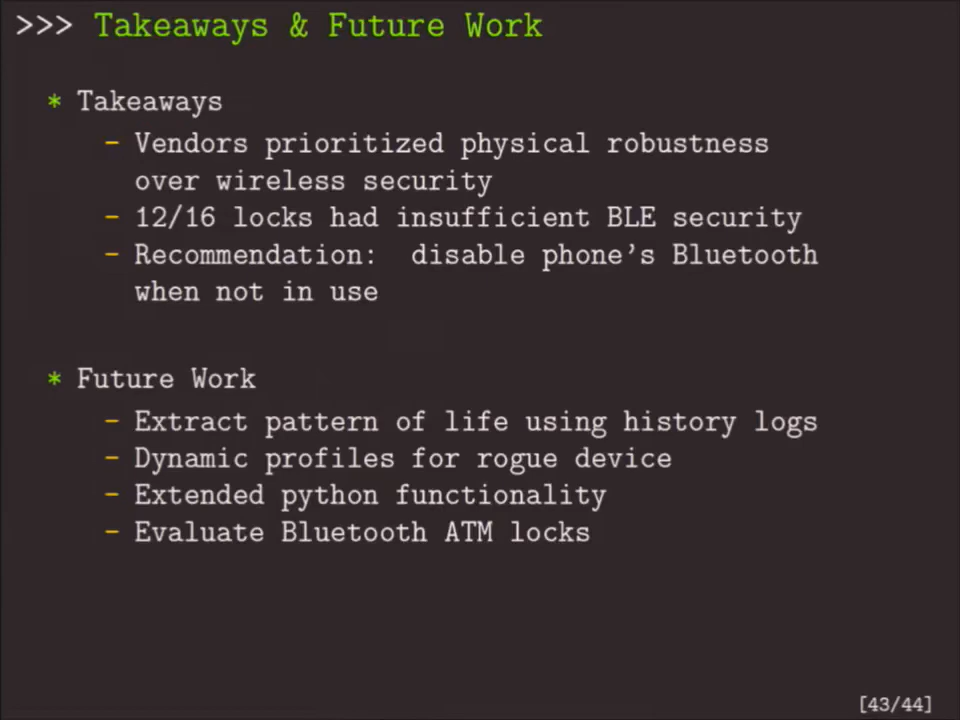 >>> Takeaways & Future Work
* Takeaways
- Vendors prioritized physical robustness
over wireless security
- 12/16 locks had insufficient BLE security
- Recommendation: disable phone's Bluetooth
when not in use
* Future Work
- Extract pattern of life using history logs
- Dynamic profiles for rogue device
- Extended python functionality
- Evaluate Bluetooth ATM locks
[43/44]